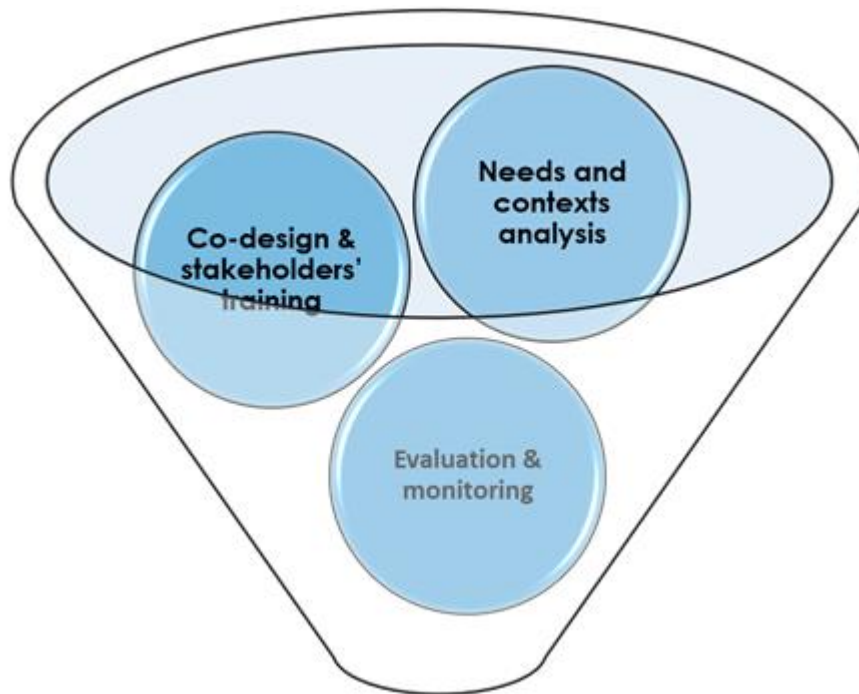 Needs and
contexts
analysis
Co-design &
stakeholders'
training
Evaluation &
monitoring